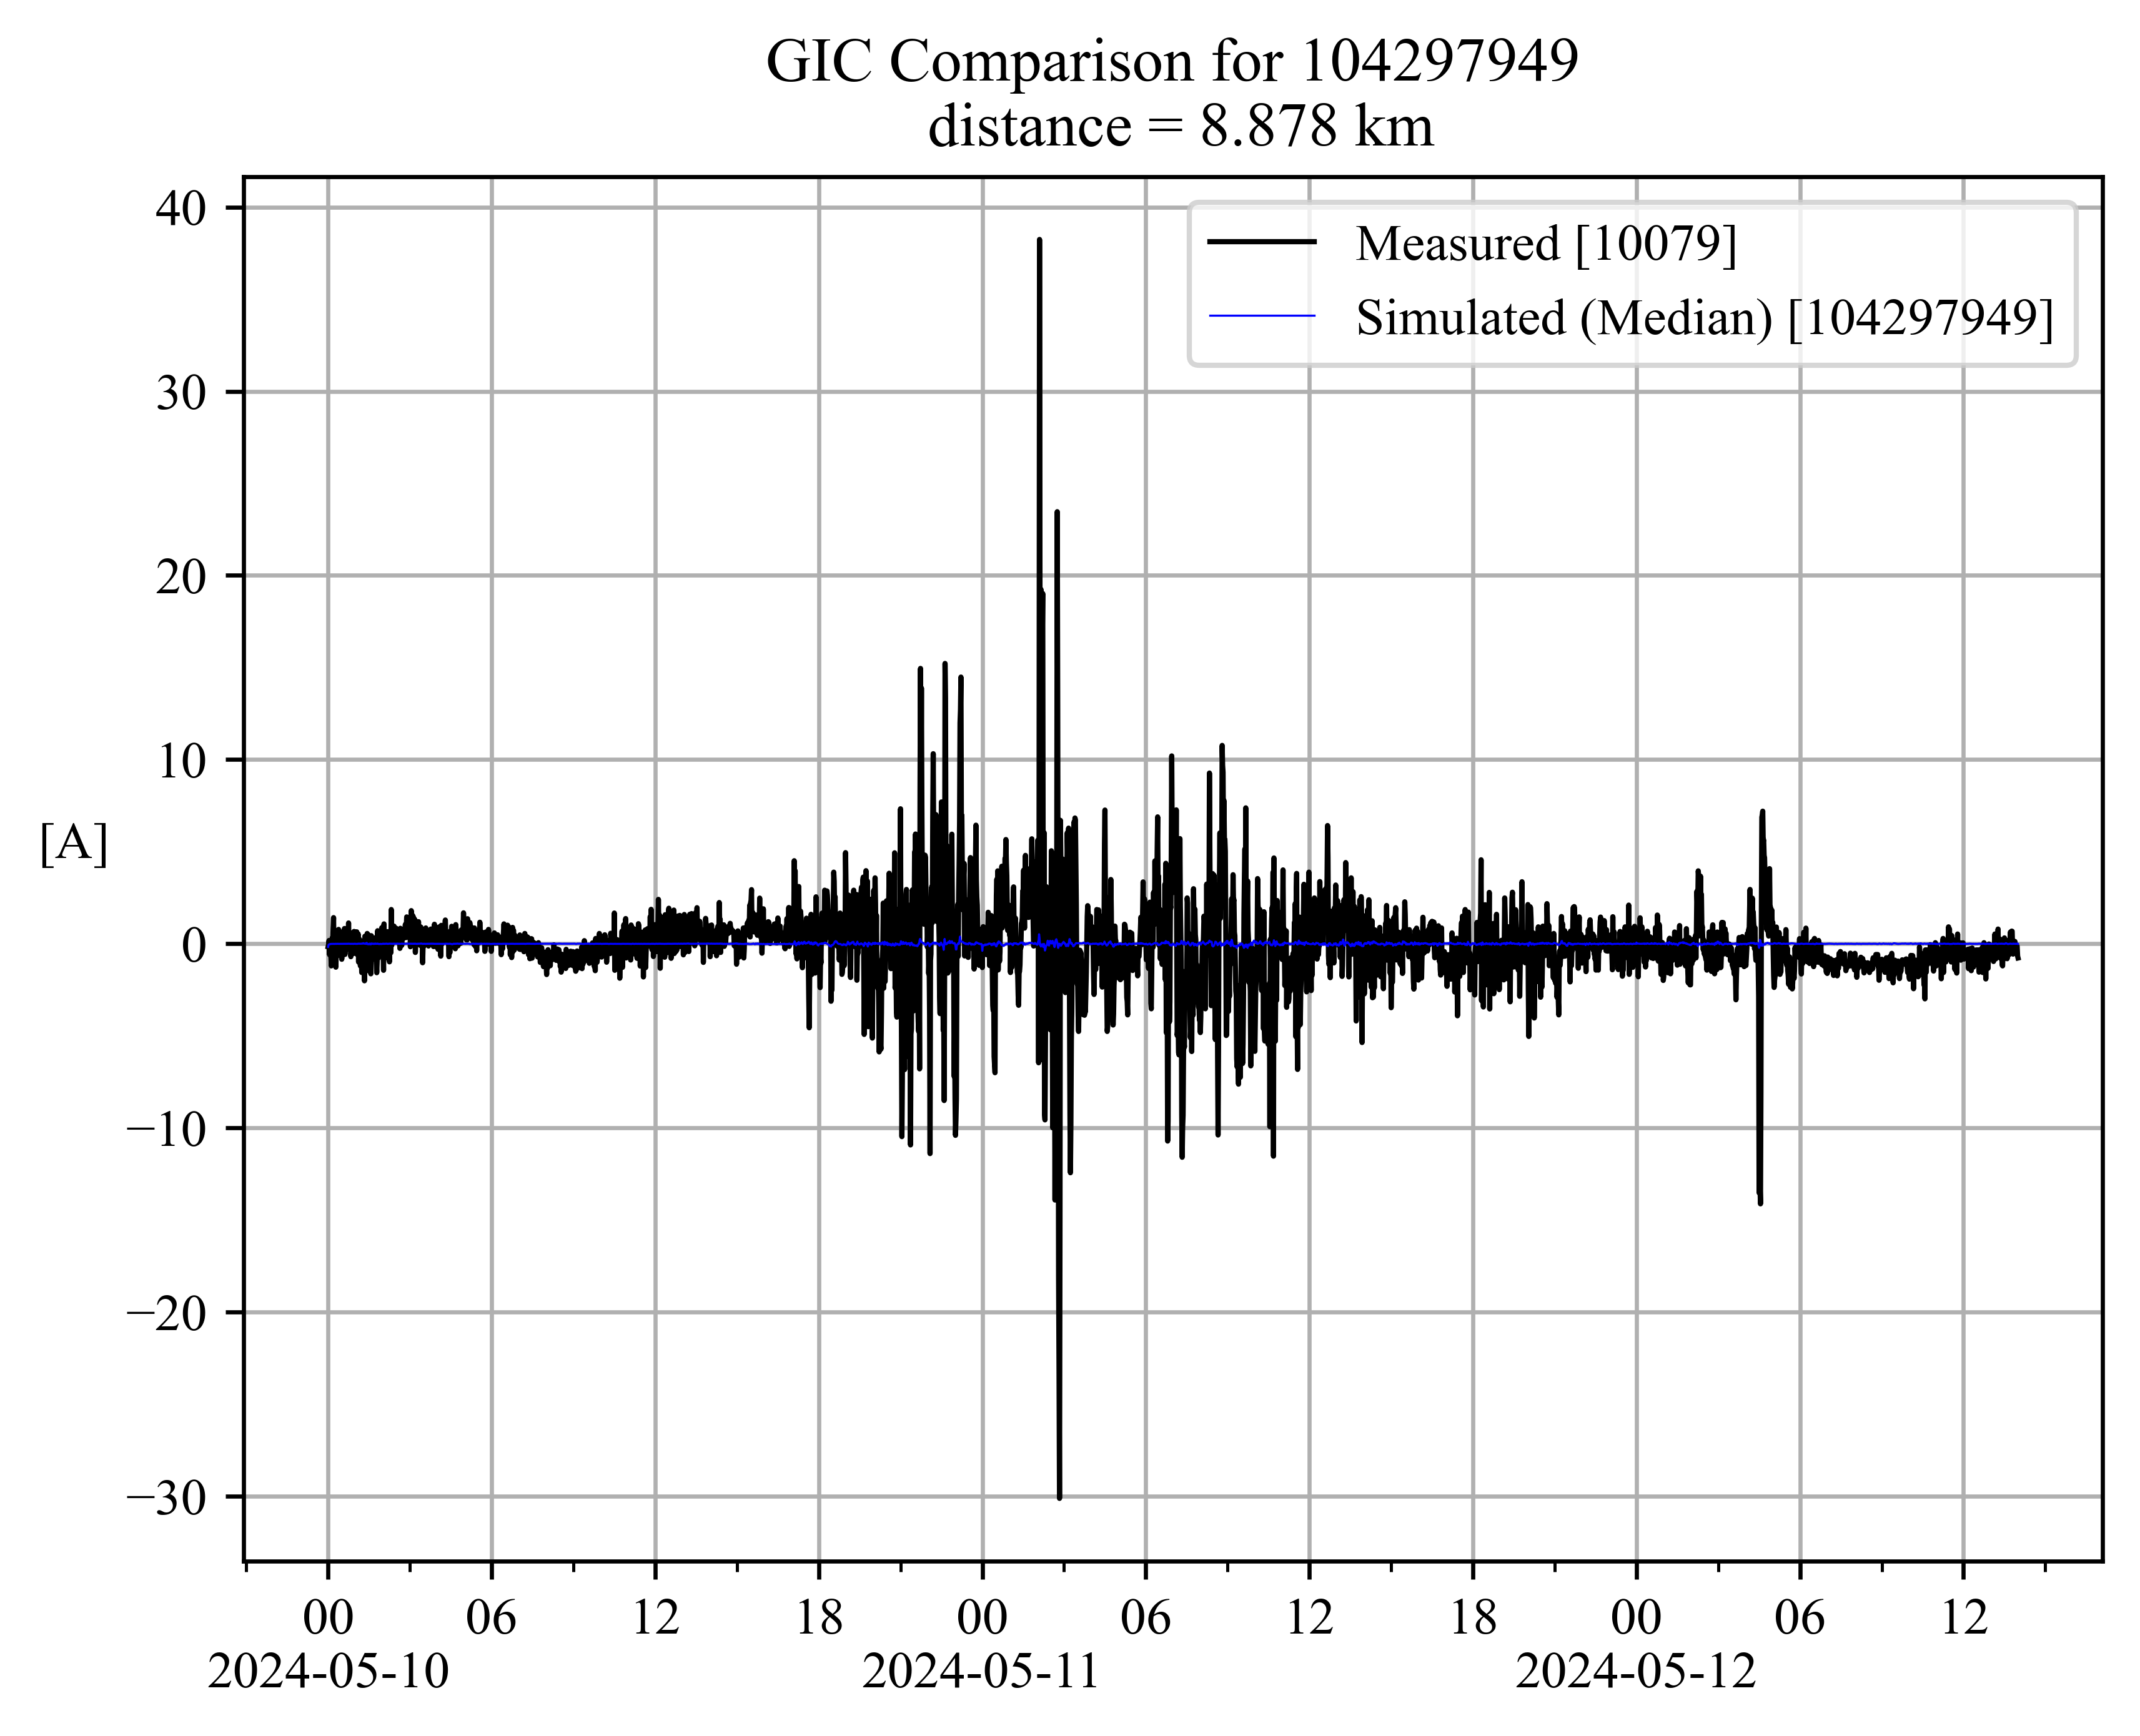 GIC Comparison for 104297949
distance = 8.878 km
Measured [10079]
Simulated (Median) [104297949]
40
30
20
10
[A]
0
−10
−20
−30
00 06 12 18 00 06 12 18 00 06 12
2024-05-10 2024-05-11 2024-05-12